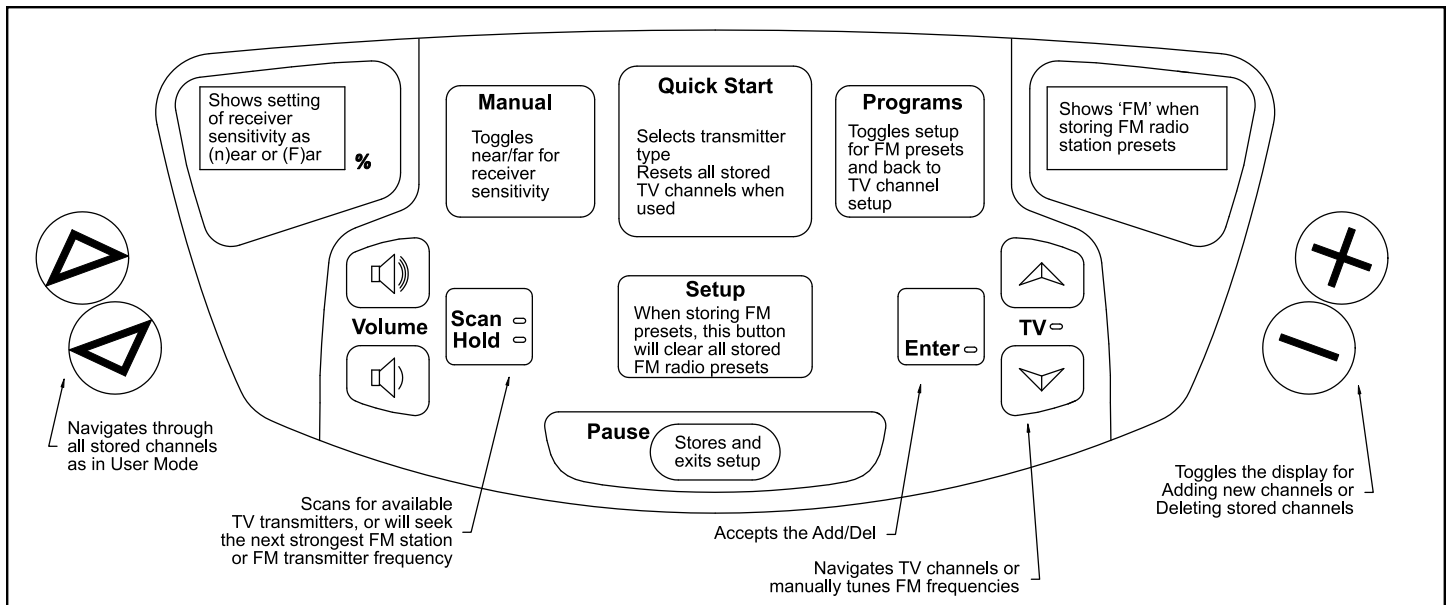 Shows setting
of receiver
sensitivity as
(n)ear or (F)ar
%
Manual
Toggles
near/far for
receiver
sensitivity
Quick Start
Selects transmitter
type
Resets all stored
TV channels when
used
Programs
Toggles setup
for FM presets
and back to
TV channel
setup
Shows ‘FM’ when
storing FM radio
station presets
Volume
Scan
Hold
Setup
When storing FM
presets, this button
will clear all stored
FM radio presets
Enter
TV
Pause
Stores and
exits setup
Navigates through
all stored channels
as in User Mode
Scans for available
TV transmitters, or will seek
the next strongest FM station
or FM transmitter frequency
Accepts the Add/Del
Navigates TV channels or
manually tunes FM frequencies
Toggles the display for
Adding new channels or
Deleting stored channels